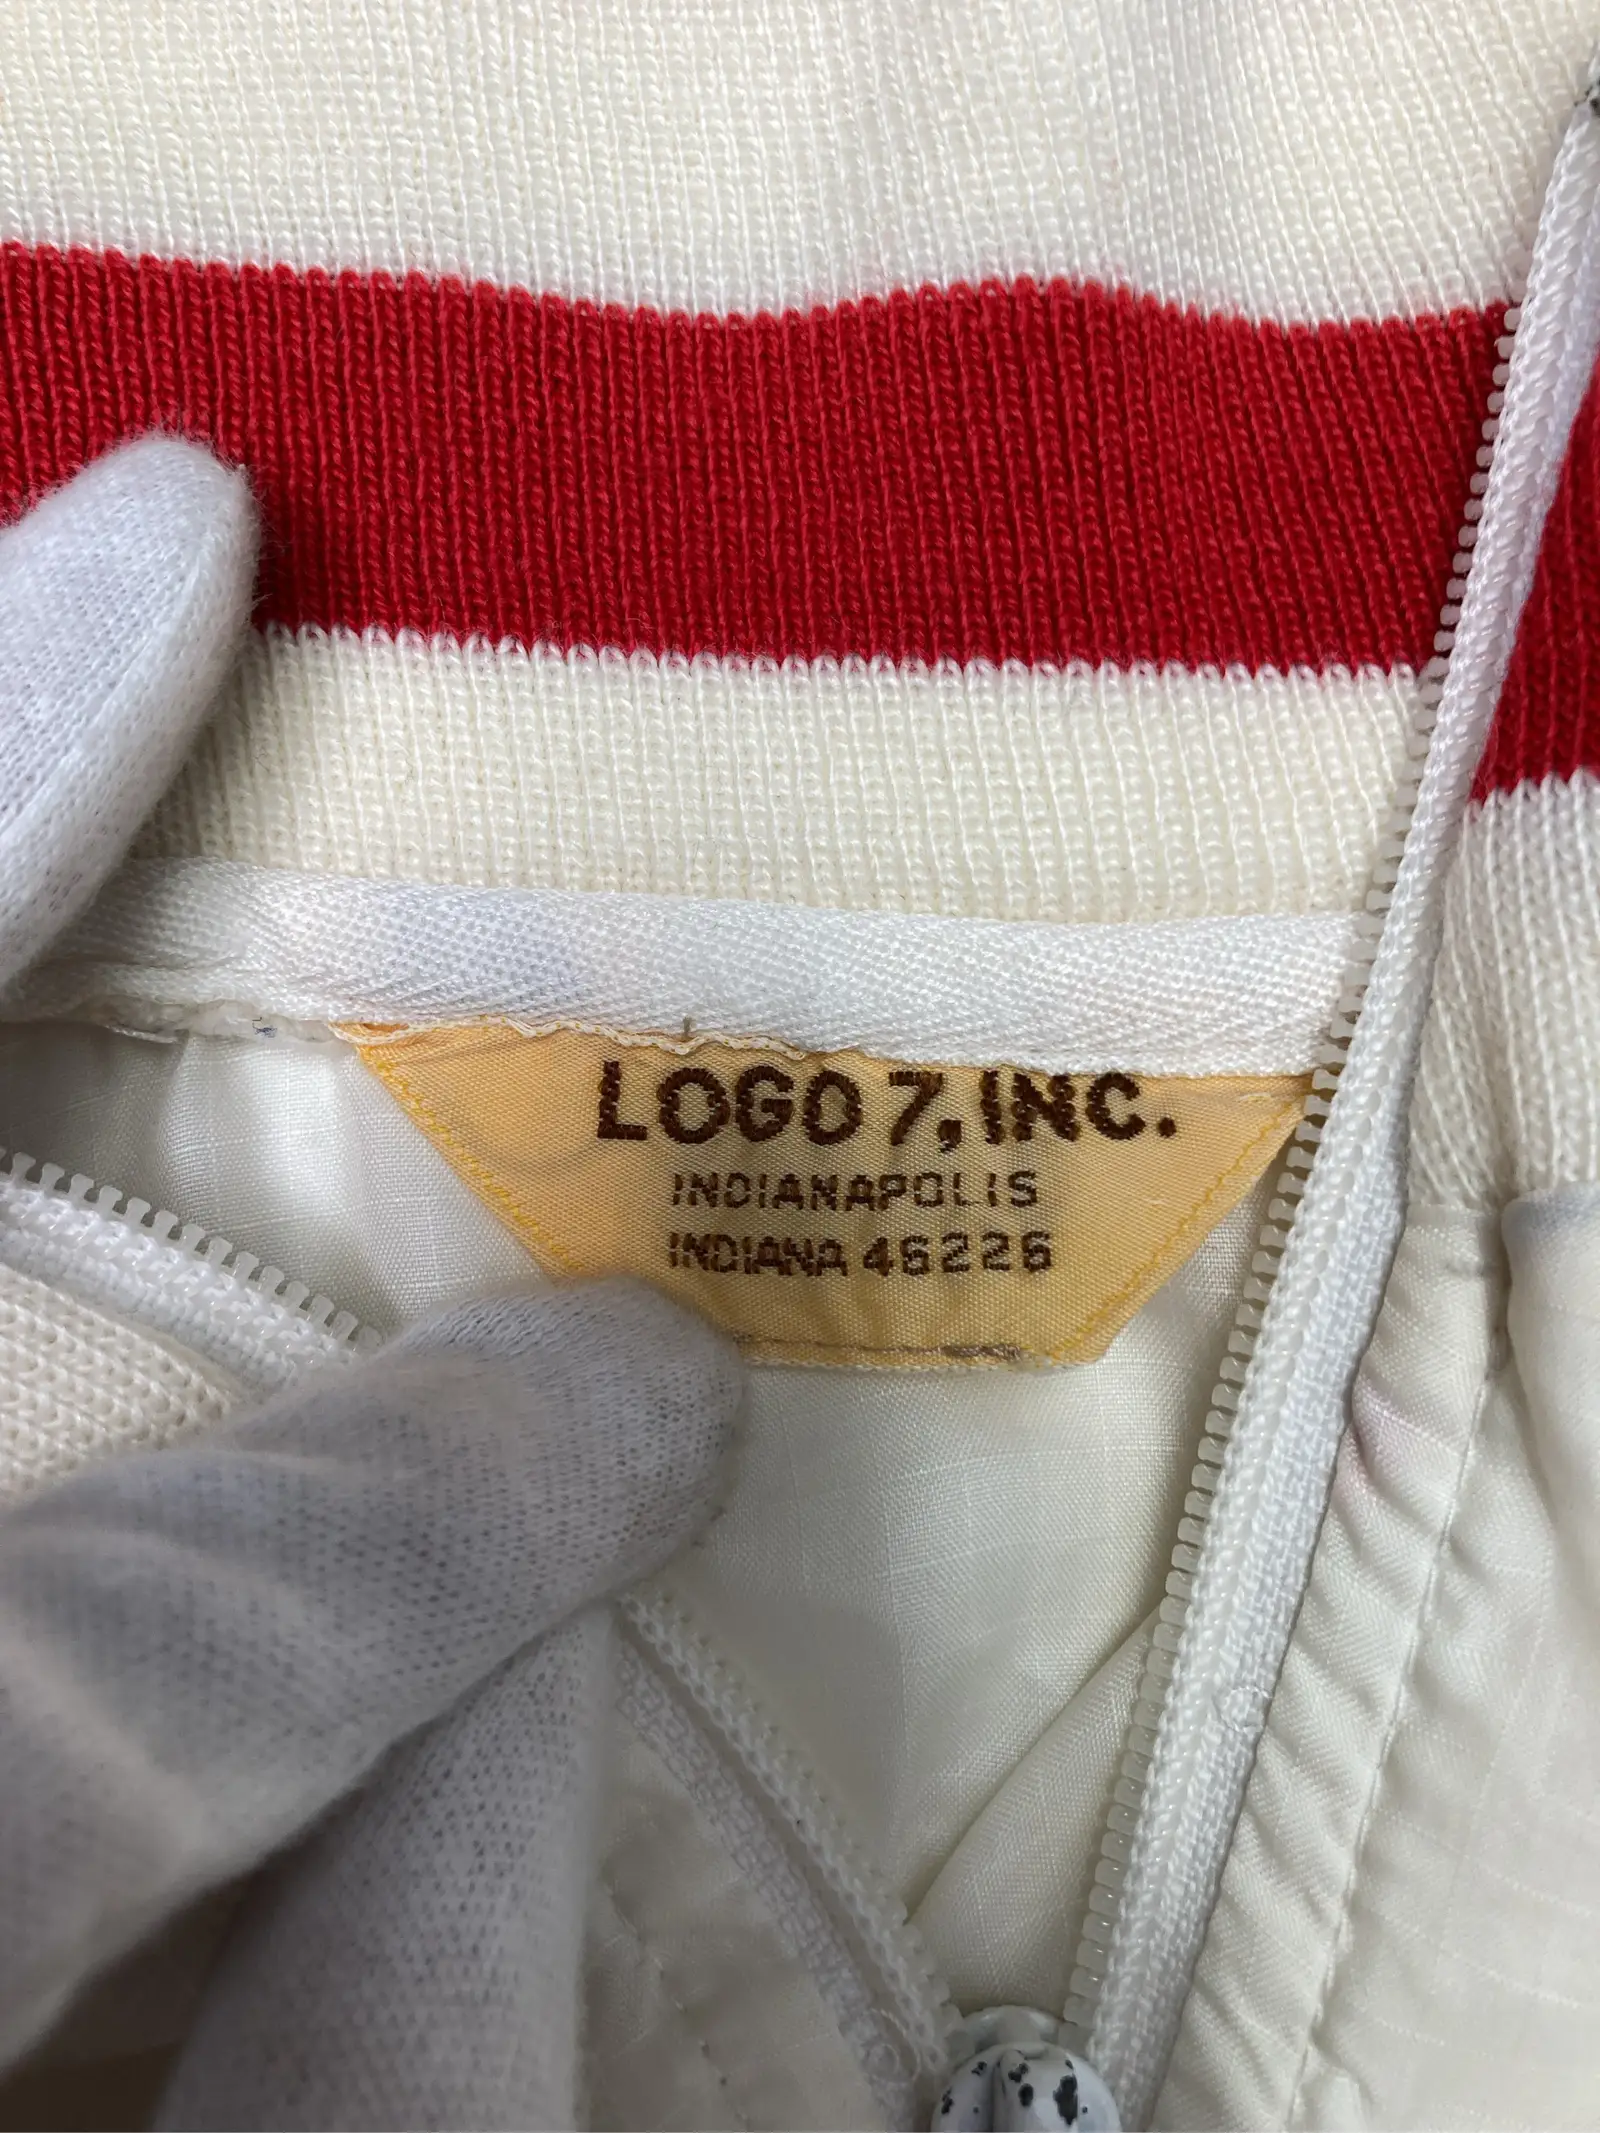 LOGO 7, INC.
INDIANAPOLIS
INDIANA 46226